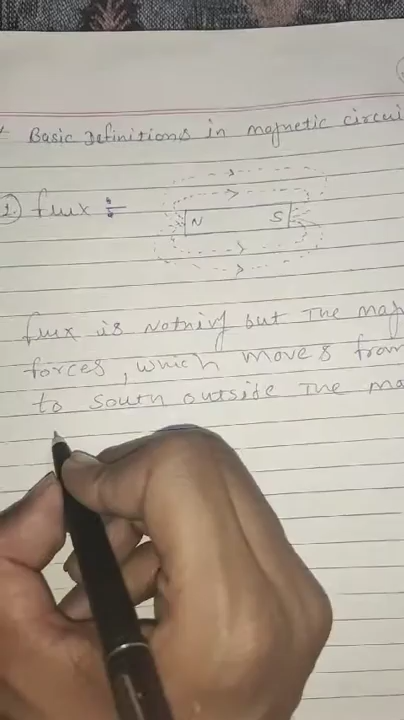 Basic Definitions in magnetic circui
1. flux :-
N S
flux is Nothing but The mag
forces, which moves from
to south outside The ma